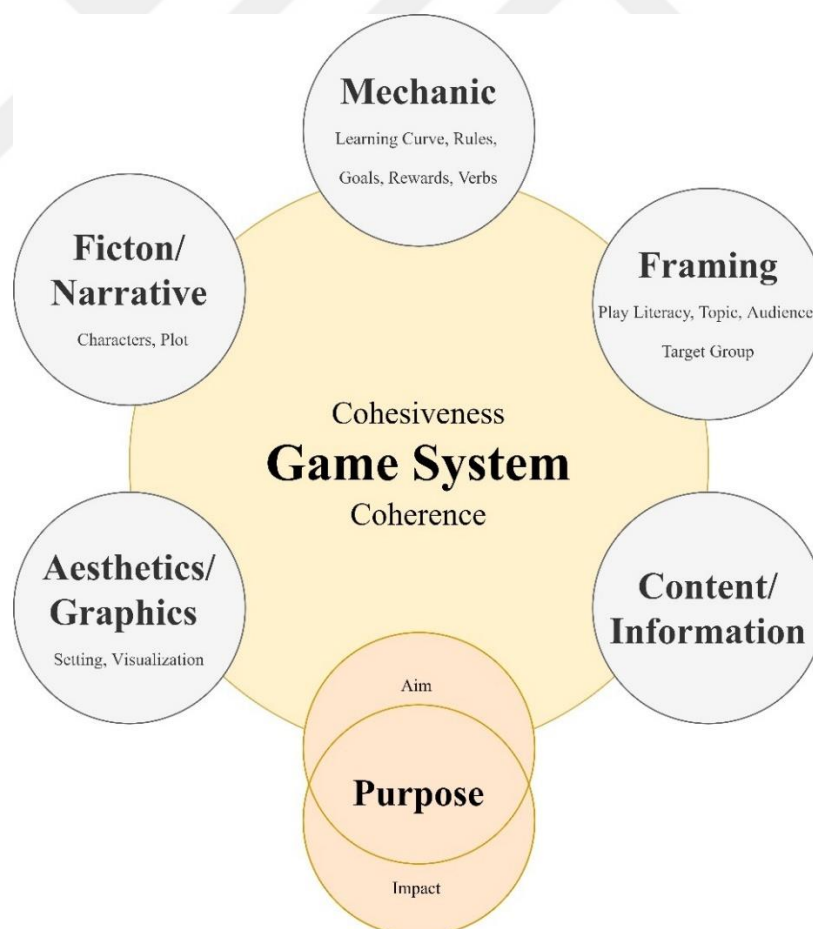 Mechanic
Learning Curve, Rules,
Goals, Rewards, Verbs
Ficton/
Narrative
Characters, Plot
Framing
Play Literacy, Topic, Audience
Target Group
Cohesiveness
Game System
Coherence
Aesthetics/
Graphics
Setting, Visualization
Content/
Information
Aim
Purpose
Impact